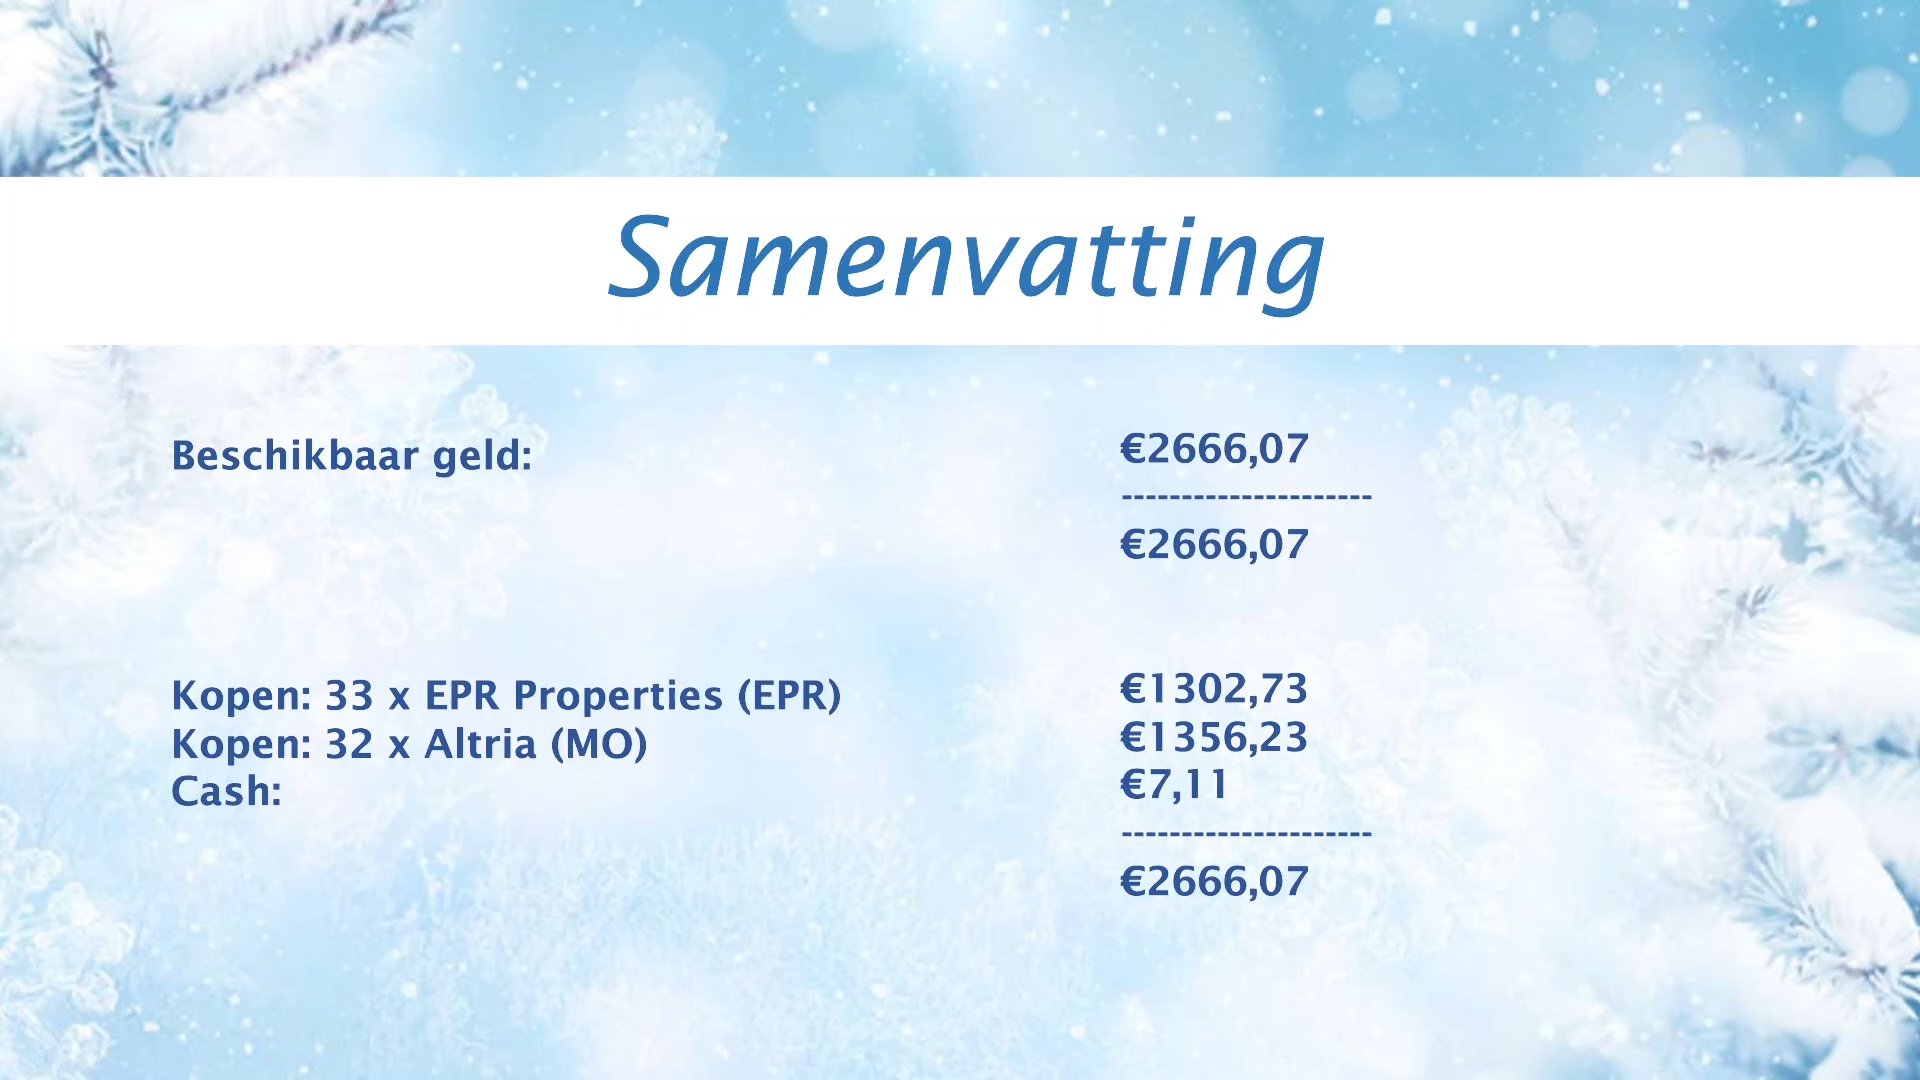 Samenvatting
Beschikbaar geld: €2666,07
---------------------
€2666,07
Kopen: 33 x EPR Properties (EPR) €1302,73
Kopen: 32 x Altria (MO) €1356,23
Cash: €7,11
---------------------
€2666,07